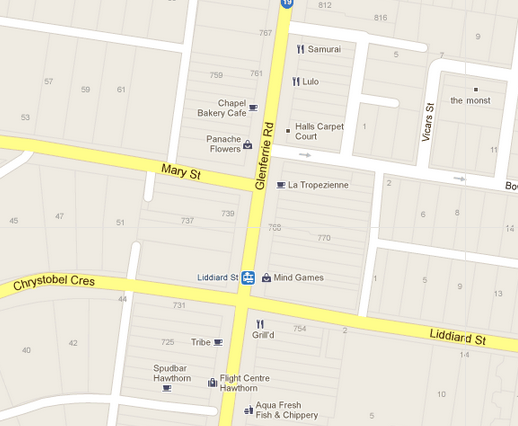 19
812
816
767
Samurai
5
7
9
57
59
61
759
761
Lulo
the monst
53
Chapel
Bakery Cafe
Vicars St
Panache
Flowers
Halls Carpet
Court
1
11
Glenferrie Rd
Mary St
La Tropezienne
2
Bo
45
47
51
737
739
768
770
6
8
14
Liddiard St
Mind Games
1
5
9
13
Chrystobel Cres
44
731
Grill'd
754
2
Liddiard St
40
42
725
Tribe
14
Spudbar
Hawthorn
Flight Centre
Hawthorn
10
Aqua Fresh
Fish & Chippery
5